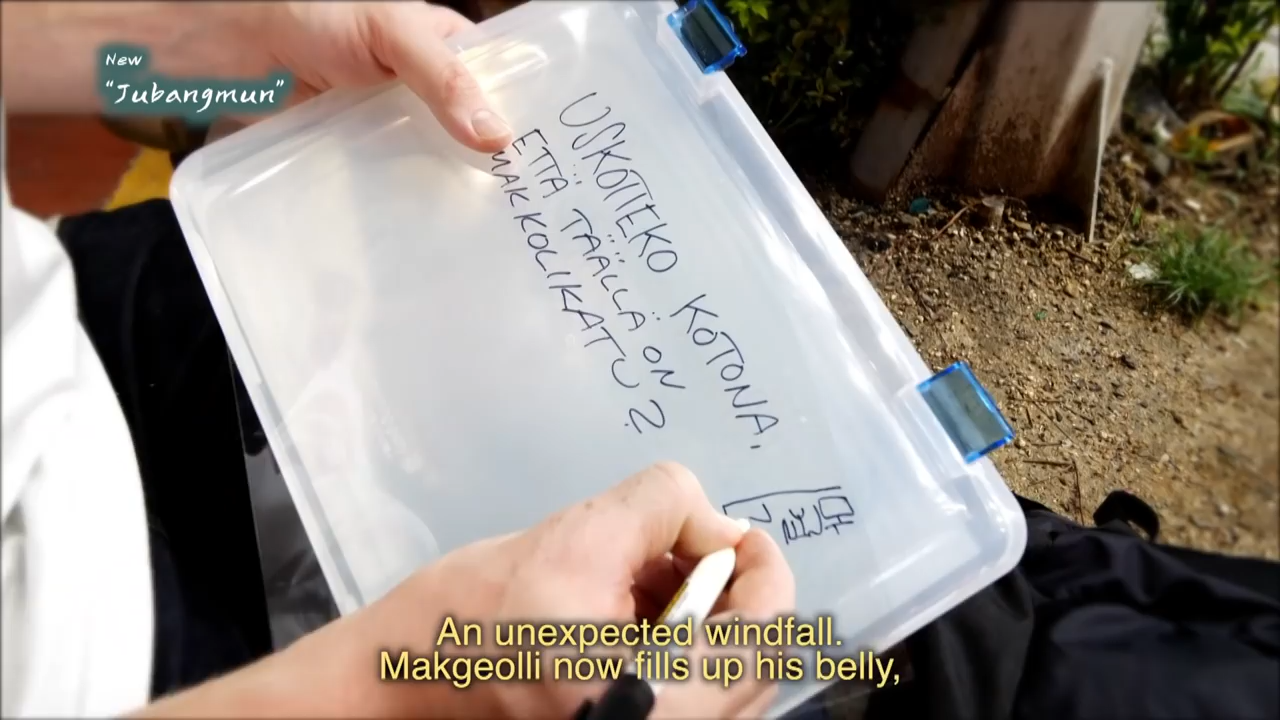 New
"Jubangmun"
USKOTTEKO KOTONA,
ETTÄ TÄÄLLÄ ON
MAKKOLIKATU?
An unexpected windfall.
Makgeolli now fills up his belly,